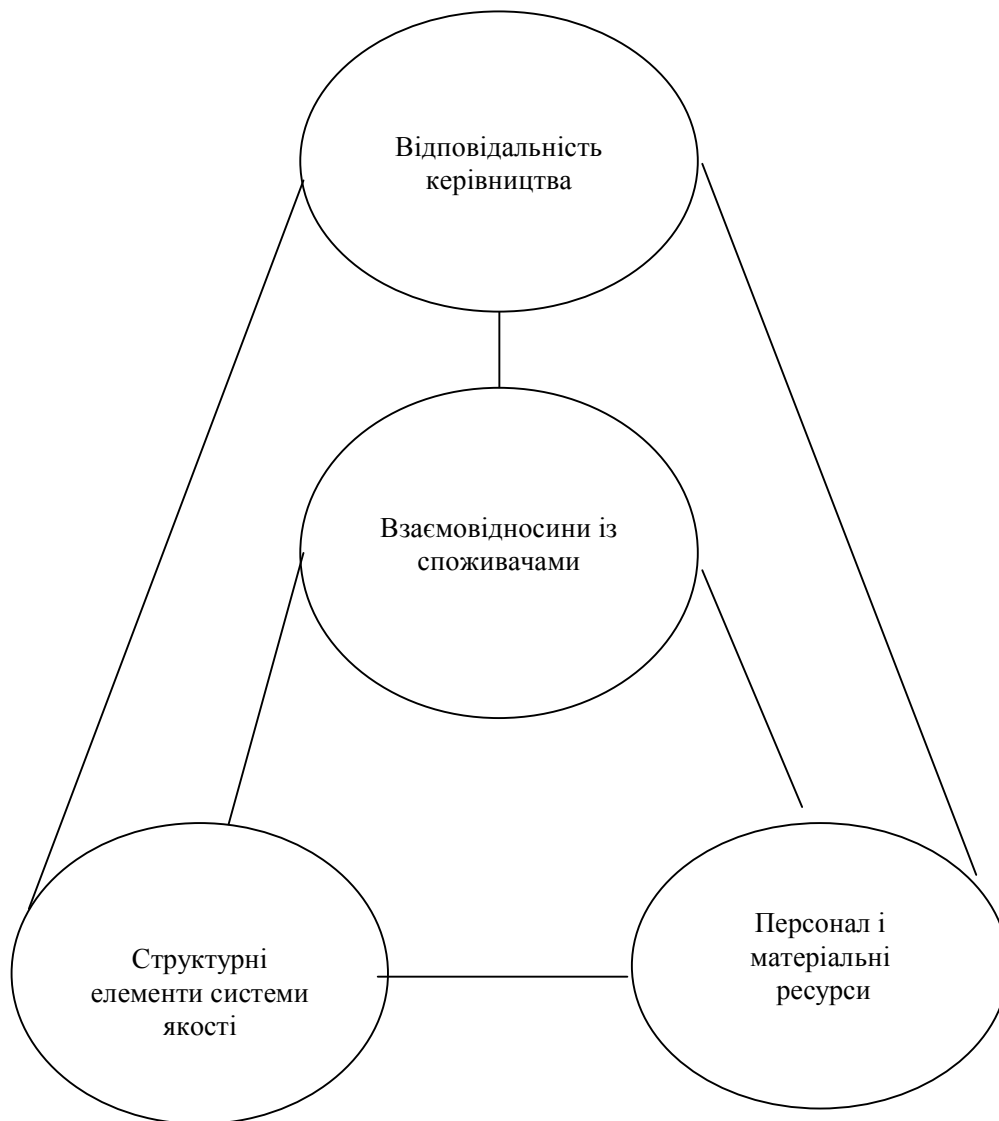 Відповідальність
керівництва
Взаємовідносини із
споживачами
Структурні
елементи системи
якості
Персонал і
матеріальні
ресурси